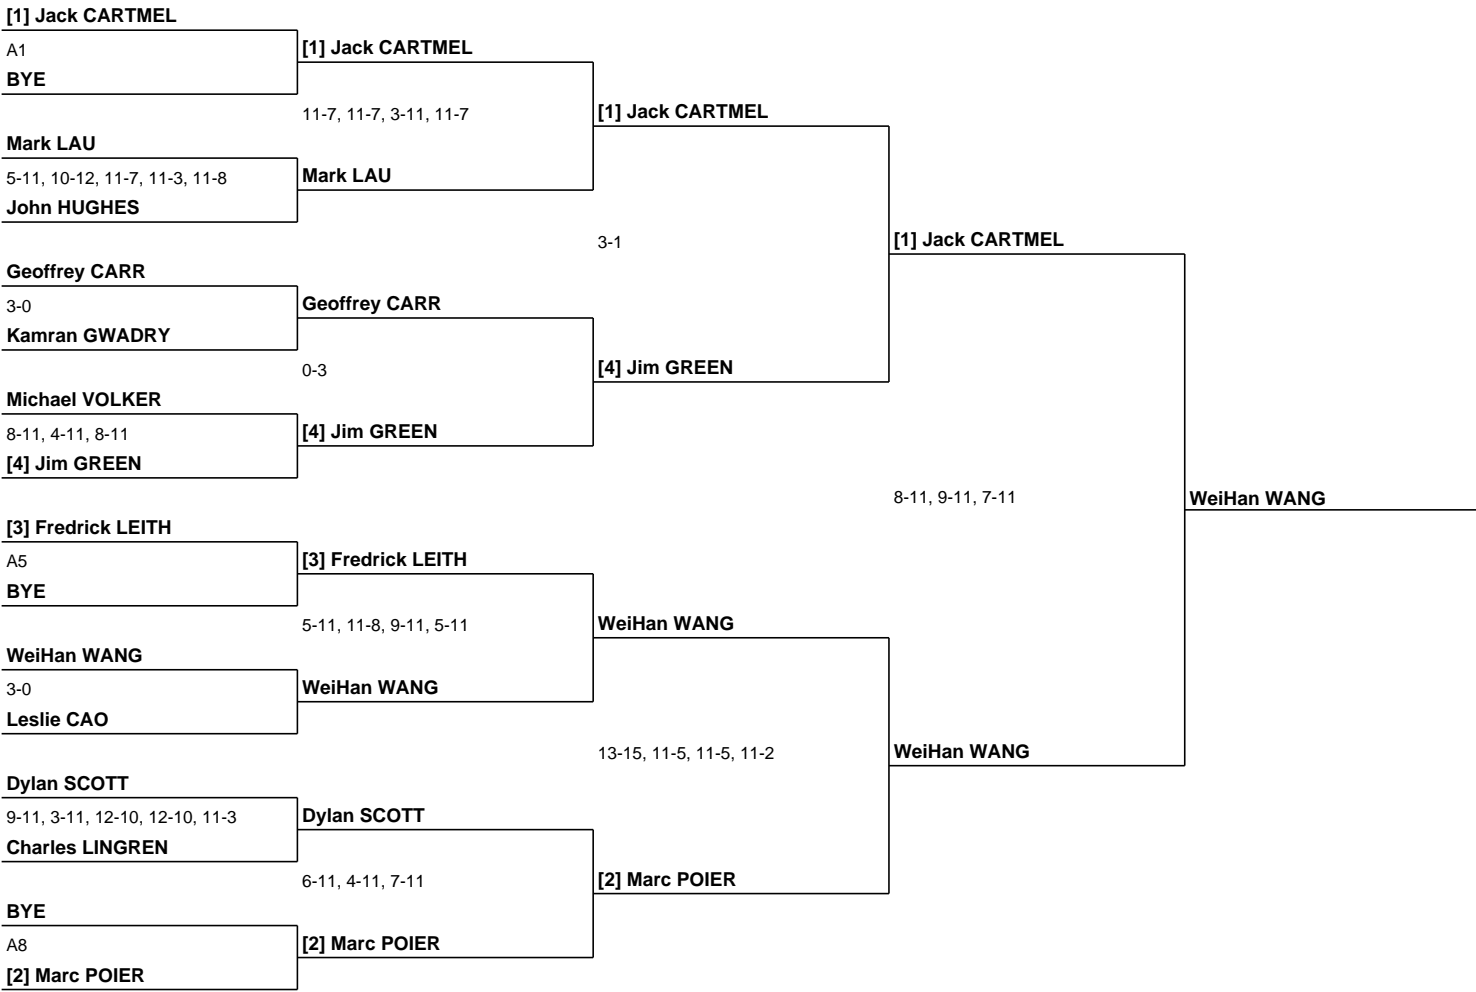 [1] Jack CARTMEL
A1
BYE
Mark LAU
5-11, 10-12, 11-7, 11-3, 11-8
John HUGHES
Geoffrey CARR
3-0
Kamran GWADRY
Michael VOLKER
8-11, 4-11, 8-11
[4] Jim GREEN
[3] Fredrick LEITH
A5
BYE
WeiHan WANG
3-0
Leslie CAO
Dylan SCOTT
9-11, 3-11, 12-10, 12-10, 11-3
Charles LINGREN
BYE
A8
[2] Marc POIER
[1] Jack CARTMEL
11-7, 11-7, 3-11, 11-7
Mark LAU
Geoffrey CARR
0-3
[4] Jim GREEN
[3] Fredrick LEITH
5-11, 11-8, 9-11, 5-11
WeiHan WANG
Dylan SCOTT
6-11, 4-11, 7-11
[2] Marc POIER
[1] Jack CARTMEL
3-1
[4] Jim GREEN
WeiHan WANG
13-15, 11-5, 11-5, 11-2
[2] Marc POIER
[1] Jack CARTMEL
8-11, 9-11, 7-11
WeiHan WANG
WeiHan WANG